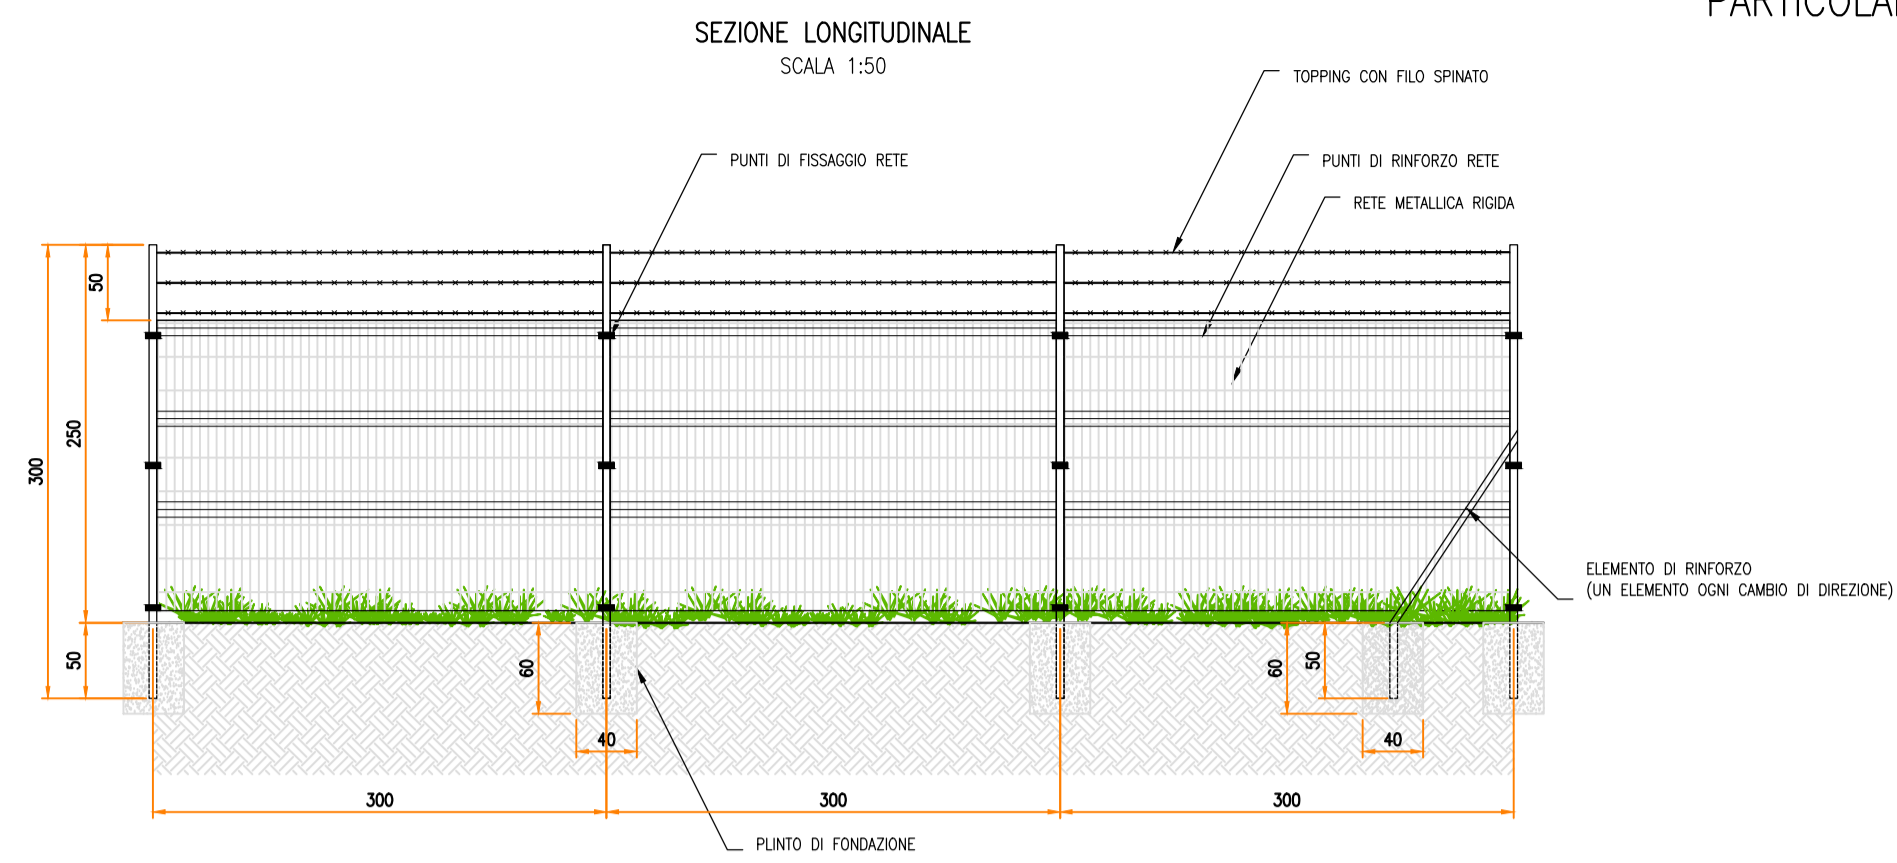 SEZIONE LONGITUDINALE
SCALA 1:50
TOPPING CON FILO SPINATO
PUNTI DI FISSAGGIO RETE
PUNTI DI RINFORZO RETE
RETE METALLICA RIGIDA
50
250
300
50
60
40
60
50
40
ELEMENTO DI RINFORZO
(UN ELEMENTO OGNI CAMBIO DI DIREZIONE)
300
300
300
PLINTO DI FONDAZIONE